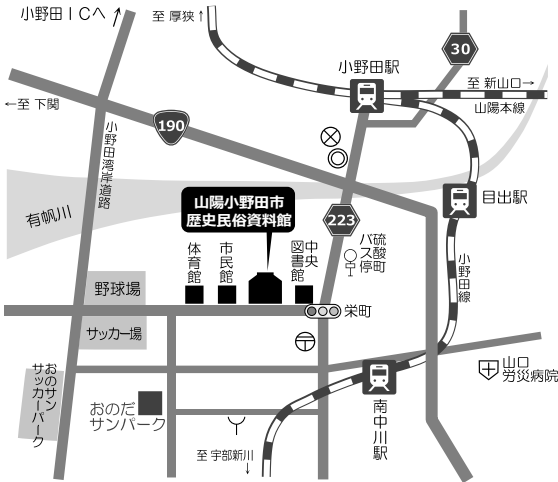 小野田ＩＣへ
至 厚狭↑
小野田駅
30
至 新山口→
山陽本線
←至 下関
190
小野田湾岸道路
有帆川
山陽小野田市
歴史民俗資料館
223
目出駅
硫酸町
バス停
体育館
市民館
中央
図書館
小野田線
野球場
栄町
サッカー場
おのサン
サッカーパーク
山口
労災病院
おのだ
サンパーク
南中川駅
至 宇部新川
↓